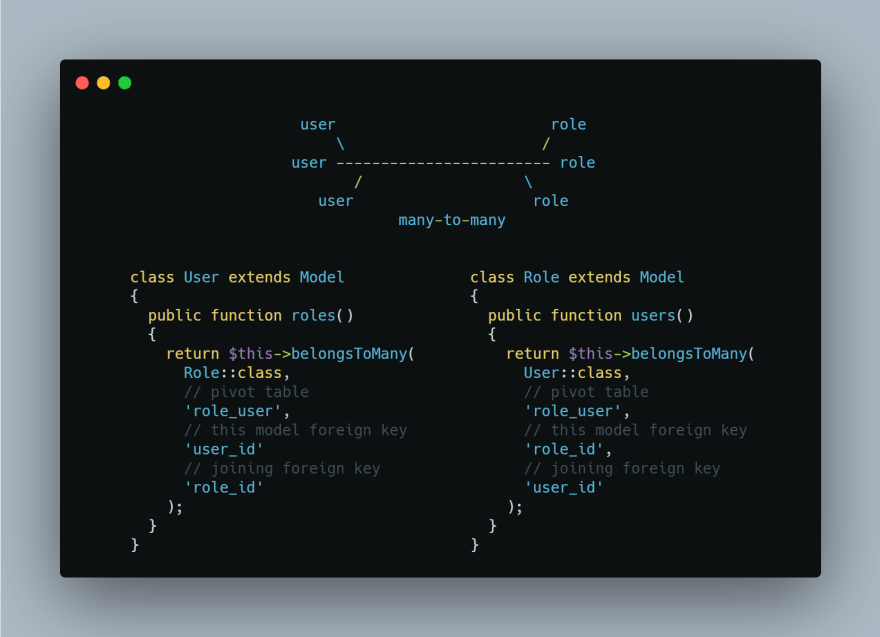 user                        role
    \                      /
user ------------------------ role
      /                  \
  user                    role
many-to-many
class User extends Model
{
  public function roles()
  {
    return $this->belongsToMany(
      Role::class,
      // pivot table
      'role_user',
      // this model foreign key
      'user_id'
      // joining foreign key
      'role_id'
    );
  }
}
class Role extends Model
{
  public function users()
  {
    return $this->belongsToMany(
      User::class,
      // pivot table
      'role_user',
      // this model foreign key
      'role_id',
      // joining foreign key
      'user_id'
    );
  }
}